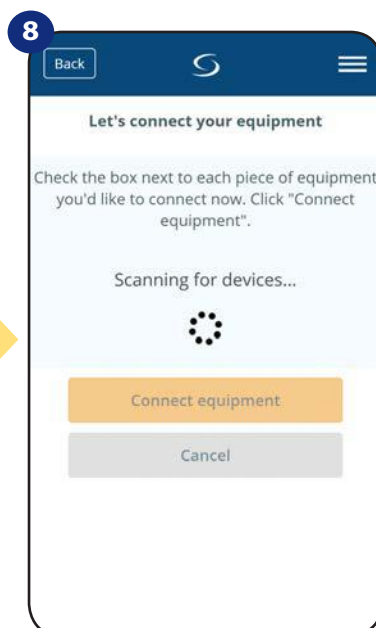 8
Back
Let's connect your equipment
Check the box next to each piece of equipment
you'd like to connect now. Click "Connect
equipment".
Scanning for devices...
Connect equipment
Cancel